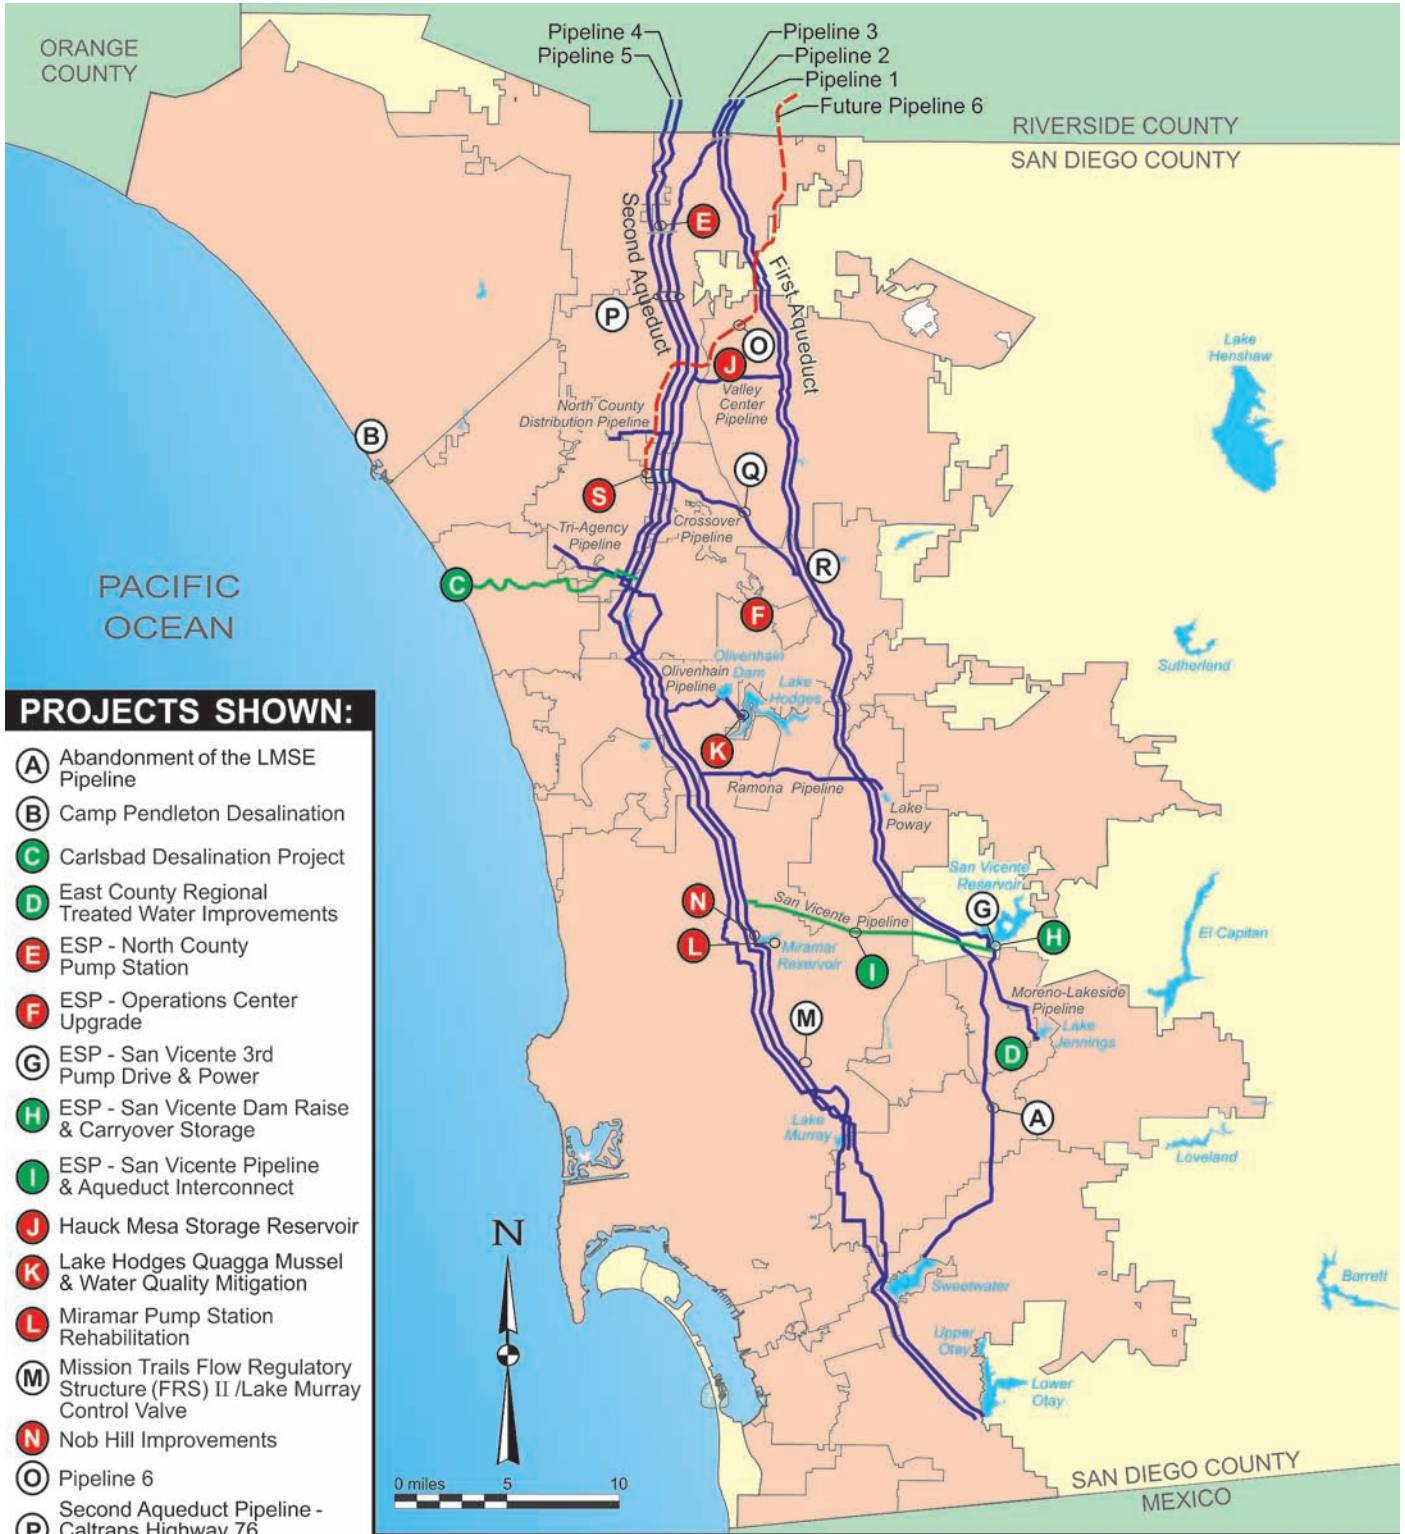 ORANGE
COUNTY
Pipeline 4
Pipeline 5
Pipeline 3
Pipeline 2
Pipeline 1
Future Pipeline 6
RIVERSIDE COUNTY
SAN DIEGO COUNTY
E
Second Aqueduct
First Aqueduct
P
O
J
Valley
Center
Pipeline
Lake
Henshaw
North County
Distribution Pipeline
B
Q
S
Tri-Agency
Pipeline
Crossover
Pipeline
R
C
F
PACIFIC
OCEAN
Olivenhain
Dam
Olivenhain
Pipeline
Lake
Hodges
Sutherland
K
Ramona Pipeline
Lake
Poway
San Vicente
Reservoir
G
H
N
San Vicente Pipeline
L
Miramar
Reservoir
I
El Capitan
Moreno-Lakeside
Pipeline
Lake
Jennings
M
D
A
Lake
Murray
Loveland
Sweetwater
Barrett
Upper
Otay
Lower
Otay
N
0 miles 5 10
SAN DIEGO COUNTY
MEXICO
PROJECTS SHOWN:
A Abandonment of the LMSE
Pipeline
B Camp Pendleton Desalination
C Carlsbad Desalination Project
D East County Regional
Treated Water Improvements
E ESP - North County
Pump Station
F ESP - Operations Center
Upgrade
G ESP - San Vicente 3rd
Pump Drive & Power
H ESP - San Vicente Dam Raise
& Carryover Storage
I ESP - San Vicente Pipeline
& Aqueduct Interconnect
J Hauck Mesa Storage Reservoir
K Lake Hodges Quagga Mussel
& Water Quality Mitigation
L Miramar Pump Station
Rehabilitation
M Mission Trails Flow Regulatory
Structure (FRS) II /Lake Murray
Control Valve
N Nob Hill Improvements
O Pipeline 6
P Second Aqueduct Pipeline -
Caltrans Highway 76